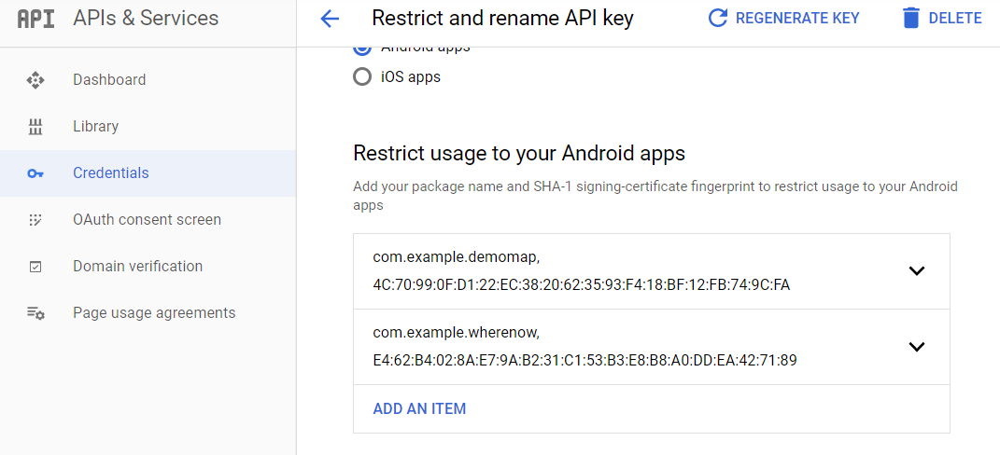 API APIs & Services
Restrict and rename API key
REGENERATE KEY
DELETE
Dashboard
Library
Credentials
OAuth consent screen
Domain verification
Page usage agreements
Android apps
iOS apps
Restrict usage to your Android apps
Add your package name and SHA-1 signing-certificate fingerprint to restrict usage to your Android
apps
com.example.demomap,
4C:70:99:0F:D1:22:EC:38:20:62:35:93:F4:18:BF:12:FB:74:9C:FA
com.example.wherenow,
E4:62:B4:02:8A:E7:9A:B2:31:C1:53:B3:E8:B8:A0:DD:EA:42:71:89
ADD AN ITEM